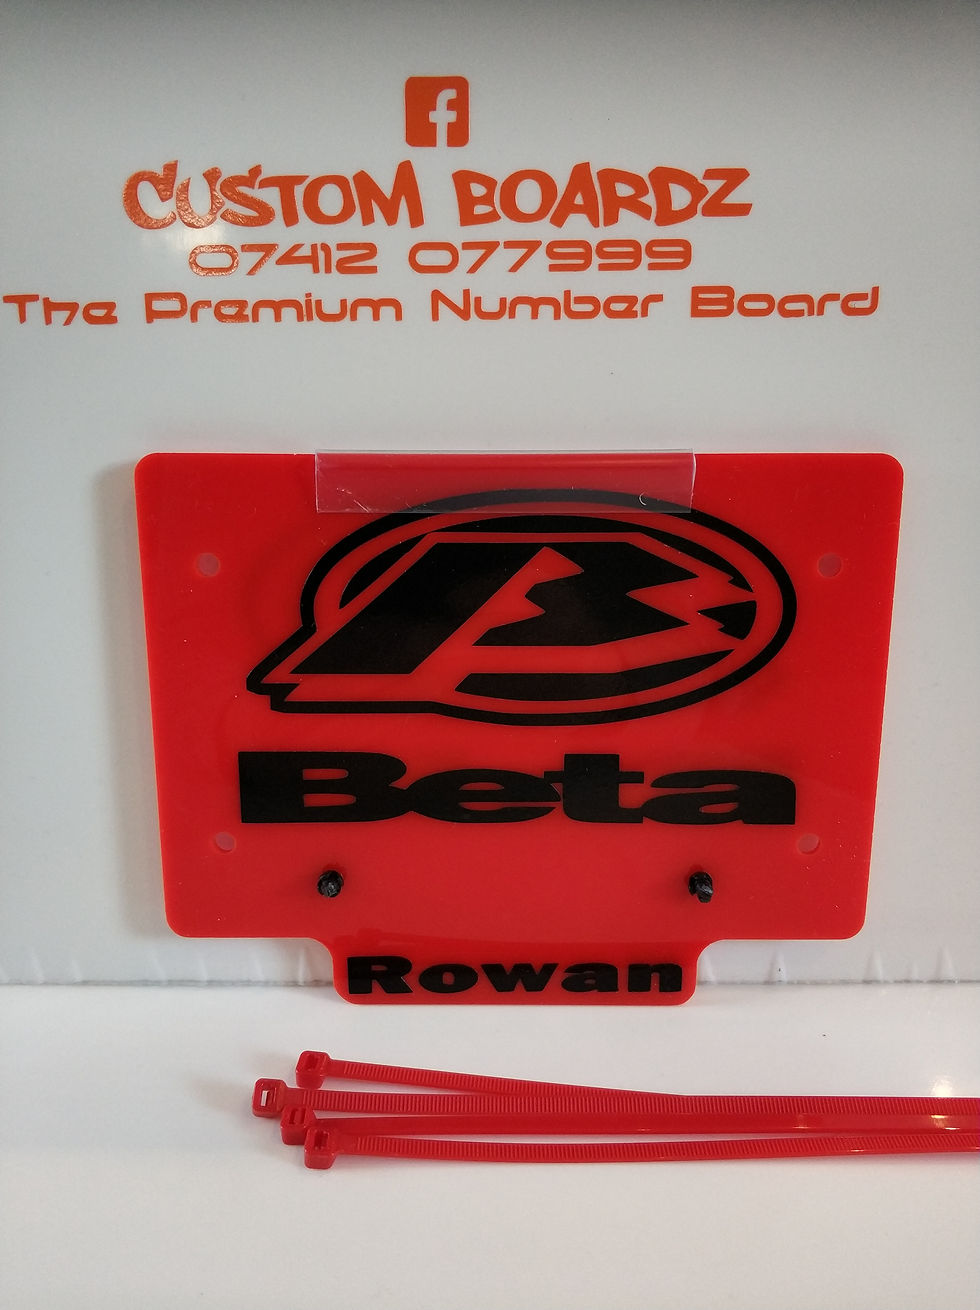 CUSTOM BOARDZ
07412 077999
The Premium Number Board
Beta
Rowan